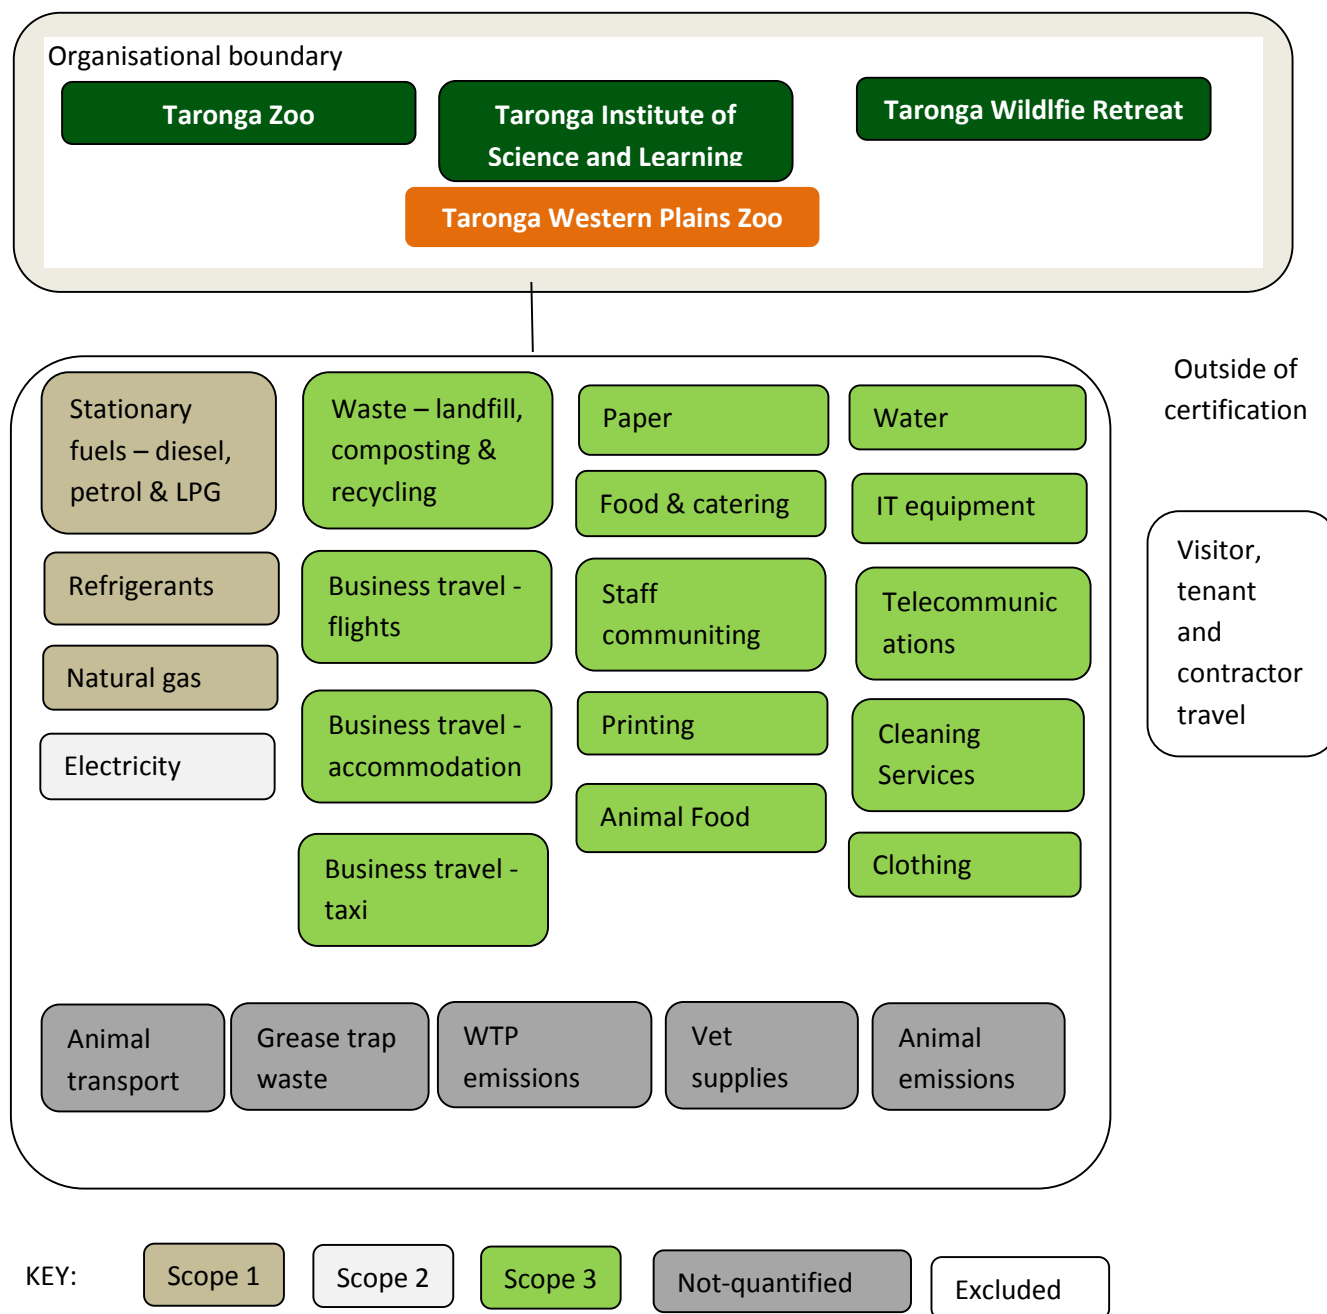 Organisational boundary
Taronga Zoo
Taronga Institute of
Science and Learning
Taronga Wildlfie Retreat
Taronga Western Plains Zoo
Stationary
fuels – diesel,
petrol & LPG
Refrigerants
Natural gas
Electricity
Waste – landfill,
composting &
recycling
Business travel -
flights
Business travel -
accommodation
Business travel -
taxi
Paper
Food & catering
Staff
communiting
Printing
Animal Food
Water
IT equipment
Telecommunic
ations
Cleaning
Services
Clothing
Outside of
certification
Visitor,
tenant
and
contractor
travel
Animal
transport
Grease trap
waste
WTP
emissions
Vet
supplies
Animal
emissions
KEY:
Scope 1
Scope 2
Scope 3
Not-quantified
Excluded